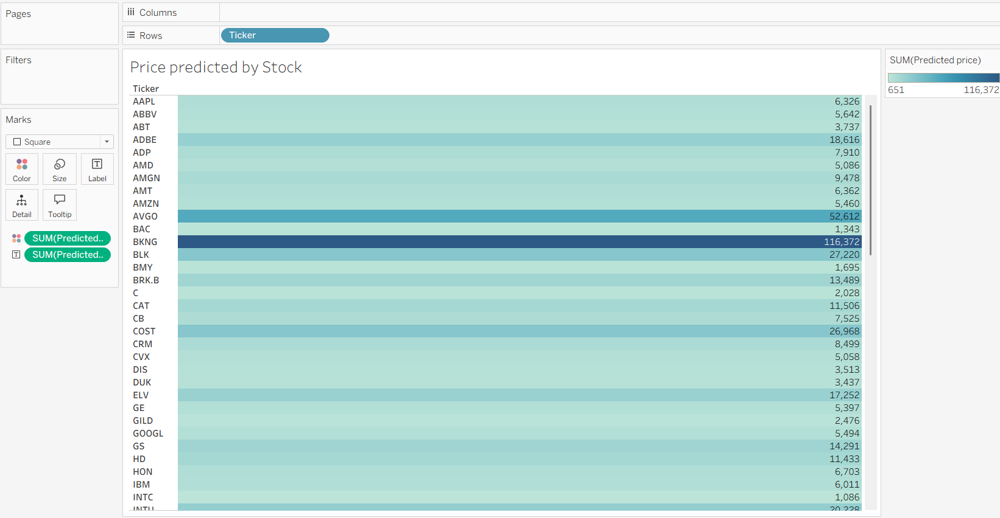 Pages
Columns
Rows
Ticker
Filters
Marks
Square
Color
Size
Label
Detail
Tooltip
SUM(Predicted..
SUM(Predicted..
Price predicted by Stock
Ticker
AAPL 6,326
ABBV 5,642
ABT 3,737
ADBE 18,616
ADP 7,910
AMD 5,086
AMGN 9,478
AMT 6,362
AMZN 5,460
AVGO 52,612
BAC 1,343
BKNG 116,372
BLK 27,220
BMY 1,695
BRK.B 13,489
C 2,028
CAT 11,506
CB 7,525
COST 26,968
CRM 8,499
CVX 5,058
DIS 3,513
DUK 3,437
ELV 17,252
GE 5,397
GILD 2,476
GOOGL 5,494
GS 14,291
HD 11,433
HON 6,703
IBM 6,011
INTC 1,086
INTU 20,228
SUM(Predicted price)
651 116,372